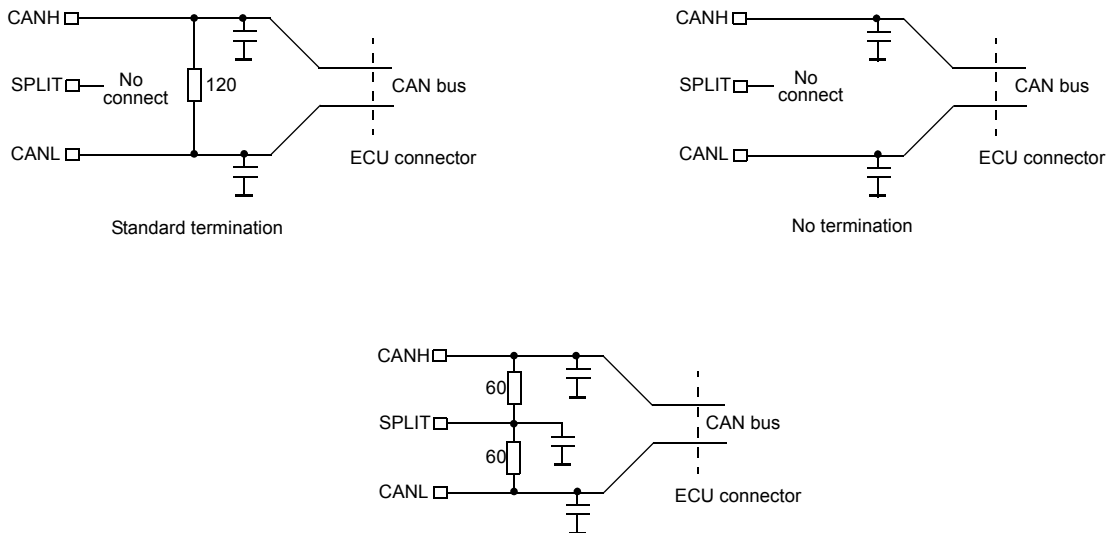 CANH
SPLIT
No
connect
120
CANL
CAN bus
ECU connector
Standard termination
CANH
SPLIT
No
connect
CANL
CAN bus
ECU connector
No termination
CANH
60
SPLIT
60
CANL
CAN bus
ECU connector